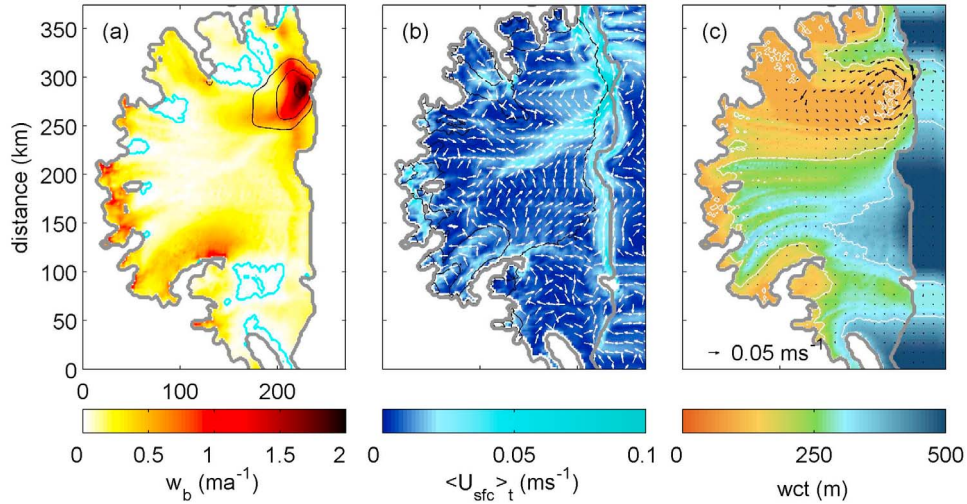 (a)
(b)
(c)
350
300
250
200
150
100
50
0
distance (km)
0.05 ms⁻¹
0 100 200
0 0.5 1 1.5 2
w_b (ma⁻¹)
0 0.05 0.1
<U_sfc>_t (ms⁻¹)
0 250 500
wct (m)